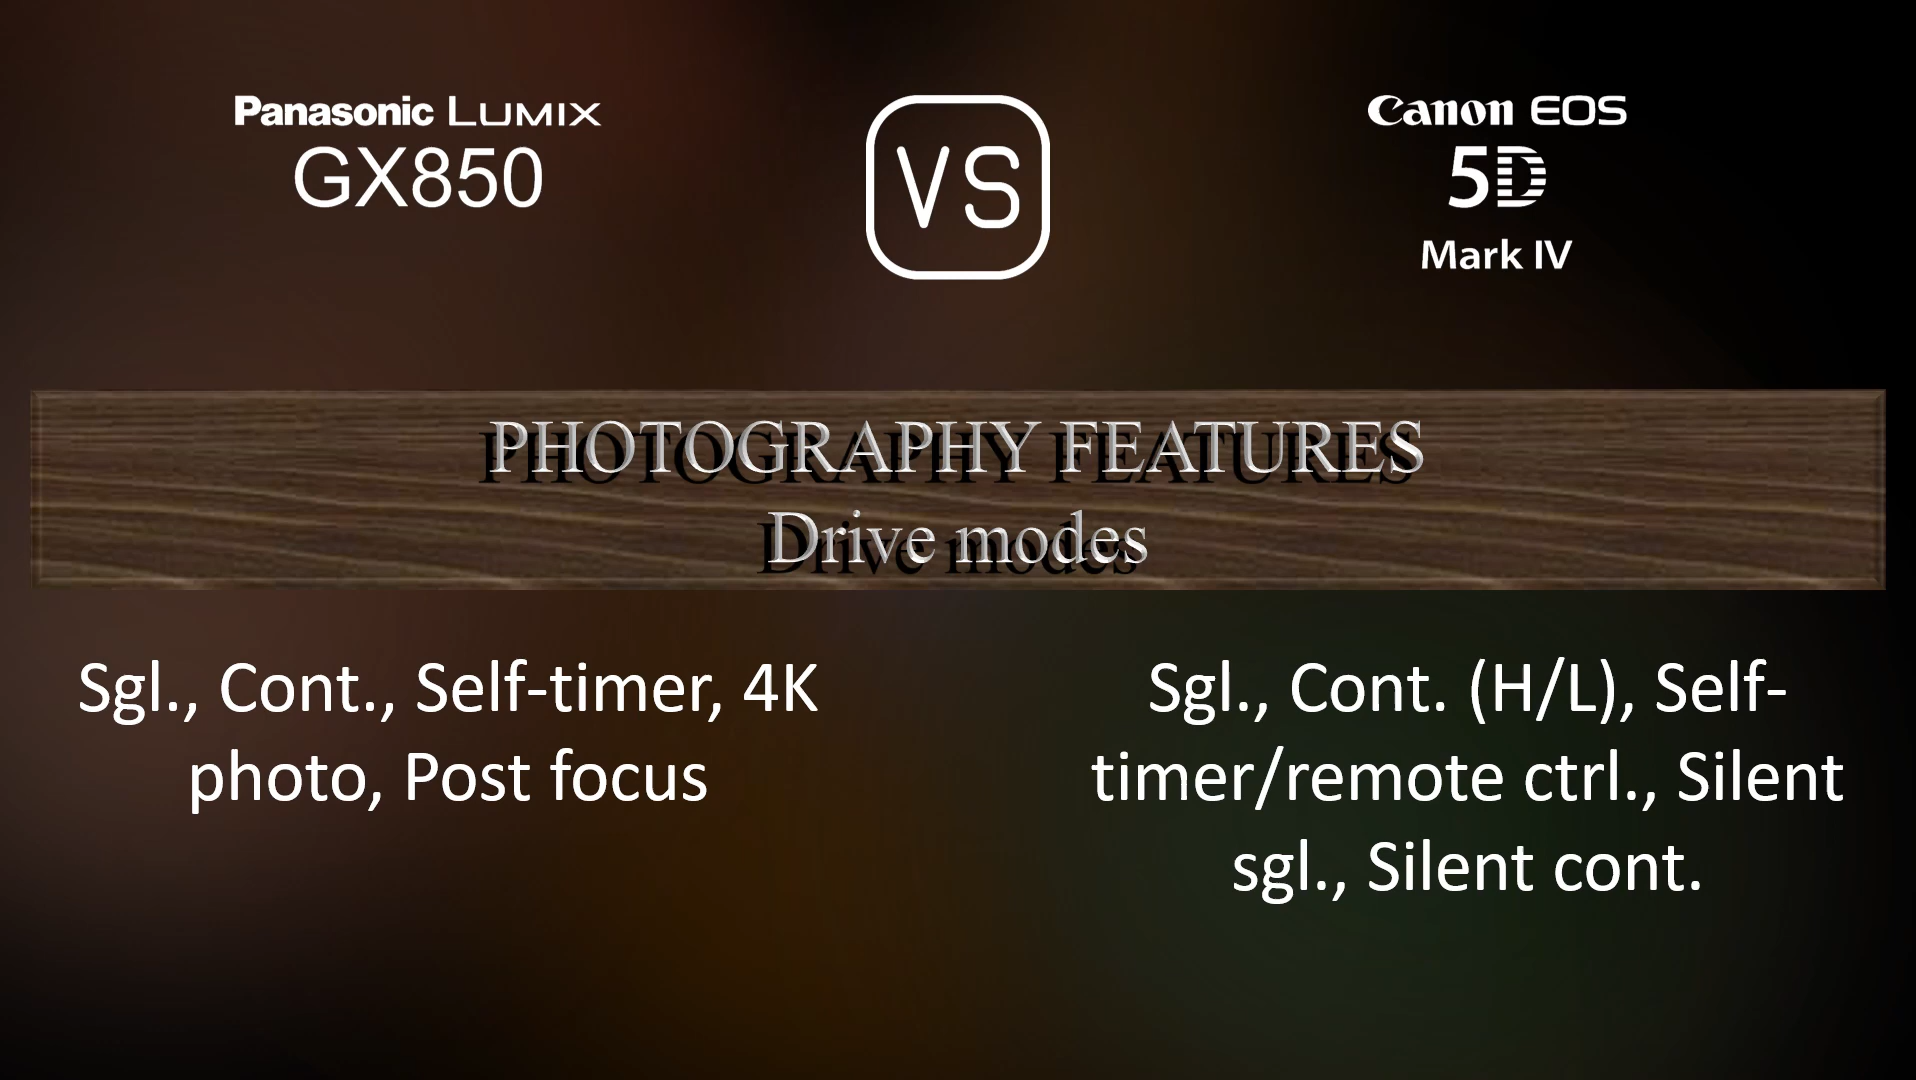 Panasonic LUMIX
GX850
VS
Canon EOS
5D
Mark IV
PHOTOGRAPHY FEATURES
Drive modes
Sgl., Cont., Self-timer, 4K
photo, Post focus
Sgl., Cont. (H/L), Self-
timer/remote ctrl., Silent
sgl., Silent cont.